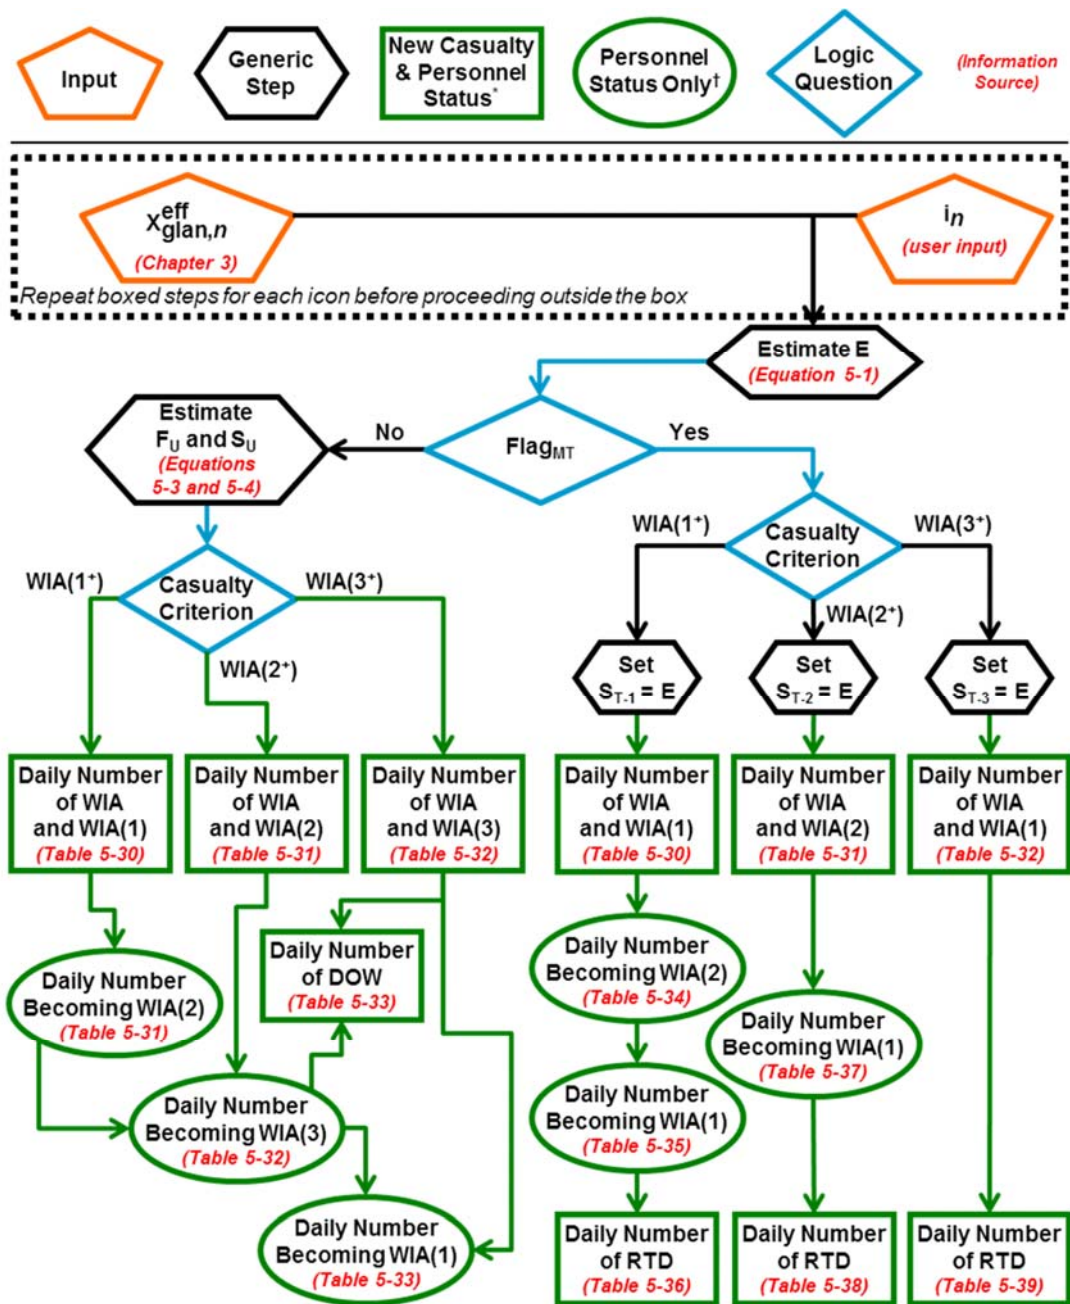 Input
Generic
Step
New Casualty
& Personnel
Status*
Personnel
Status Only†
Logic
Question
(Information
Source)
X^eff_glan,n
(Chapter 3)
i_n
(user input)
Repeat boxed steps for each icon before proceeding outside the box
Estimate E
(Equation 5-1)
Estimate
F_U and S_U
(Equations
5-3 and 5-4)
No
Flag_MT
Yes
WIA(1⁺)
Casualty
Criterion
WIA(3⁺)
WIA(2⁺)
WIA(1⁺)
Casualty
Criterion
WIA(3⁺)
WIA(2⁺)
Set
S_T-1 = E
Set
S_T-2 = E
Set
S_T-3 = E
Daily Number
of WIA
and WIA(1)
(Table 5-30)
Daily Number
of WIA
and WIA(2)
(Table 5-31)
Daily Number
of WIA
and WIA(3)
(Table 5-32)
Daily Number
of WIA
and WIA(1)
(Table 5-30)
Daily Number
of WIA
and WIA(2)
(Table 5-31)
Daily Number
of WIA
and WIA(1)
(Table 5-32)
Daily Number
Becoming WIA(2)
(Table 5-31)
Daily Number
of DOW
(Table 5-33)
Daily Number
Becoming WIA(2)
(Table 5-34)
Daily Number
Becoming WIA(1)
(Table 5-37)
Daily Number
Becoming WIA(3)
(Table 5-32)
Daily Number
Becoming WIA(1)
(Table 5-35)
Daily Number
Becoming WIA(1)
(Table 5-33)
Daily Number
of RTD
(Table 5-36)
Daily Number
of RTD
(Table 5-38)
Daily Number
of RTD
(Table 5-39)